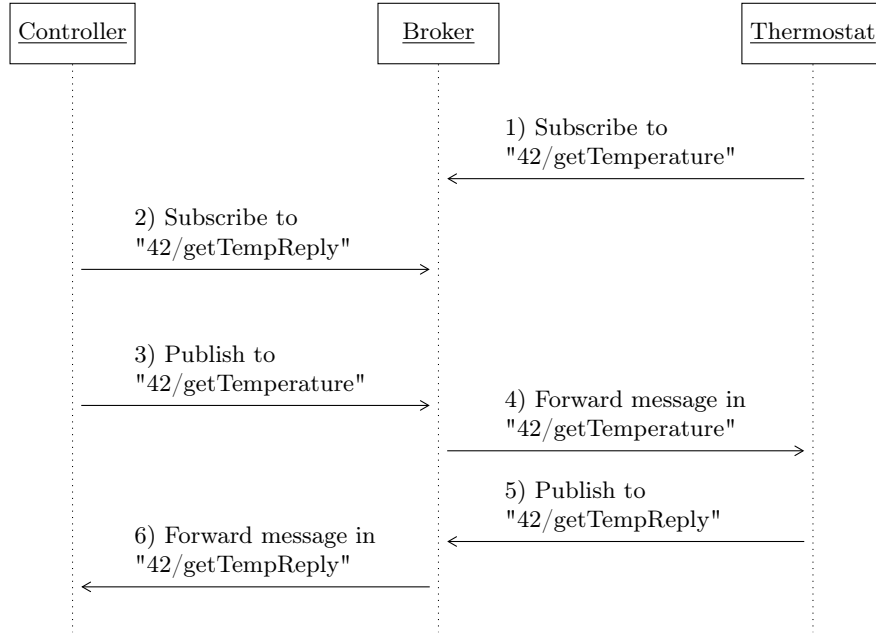 Controller
Broker
Thermostat
1) Subscribe to
"42/getTemperature"
2) Subscribe to
"42/getTempReply"
3) Publish to
"42/getTemperature"
4) Forward message in
"42/getTemperature"
5) Publish to
"42/getTempReply"
6) Forward message in
"42/getTempReply"